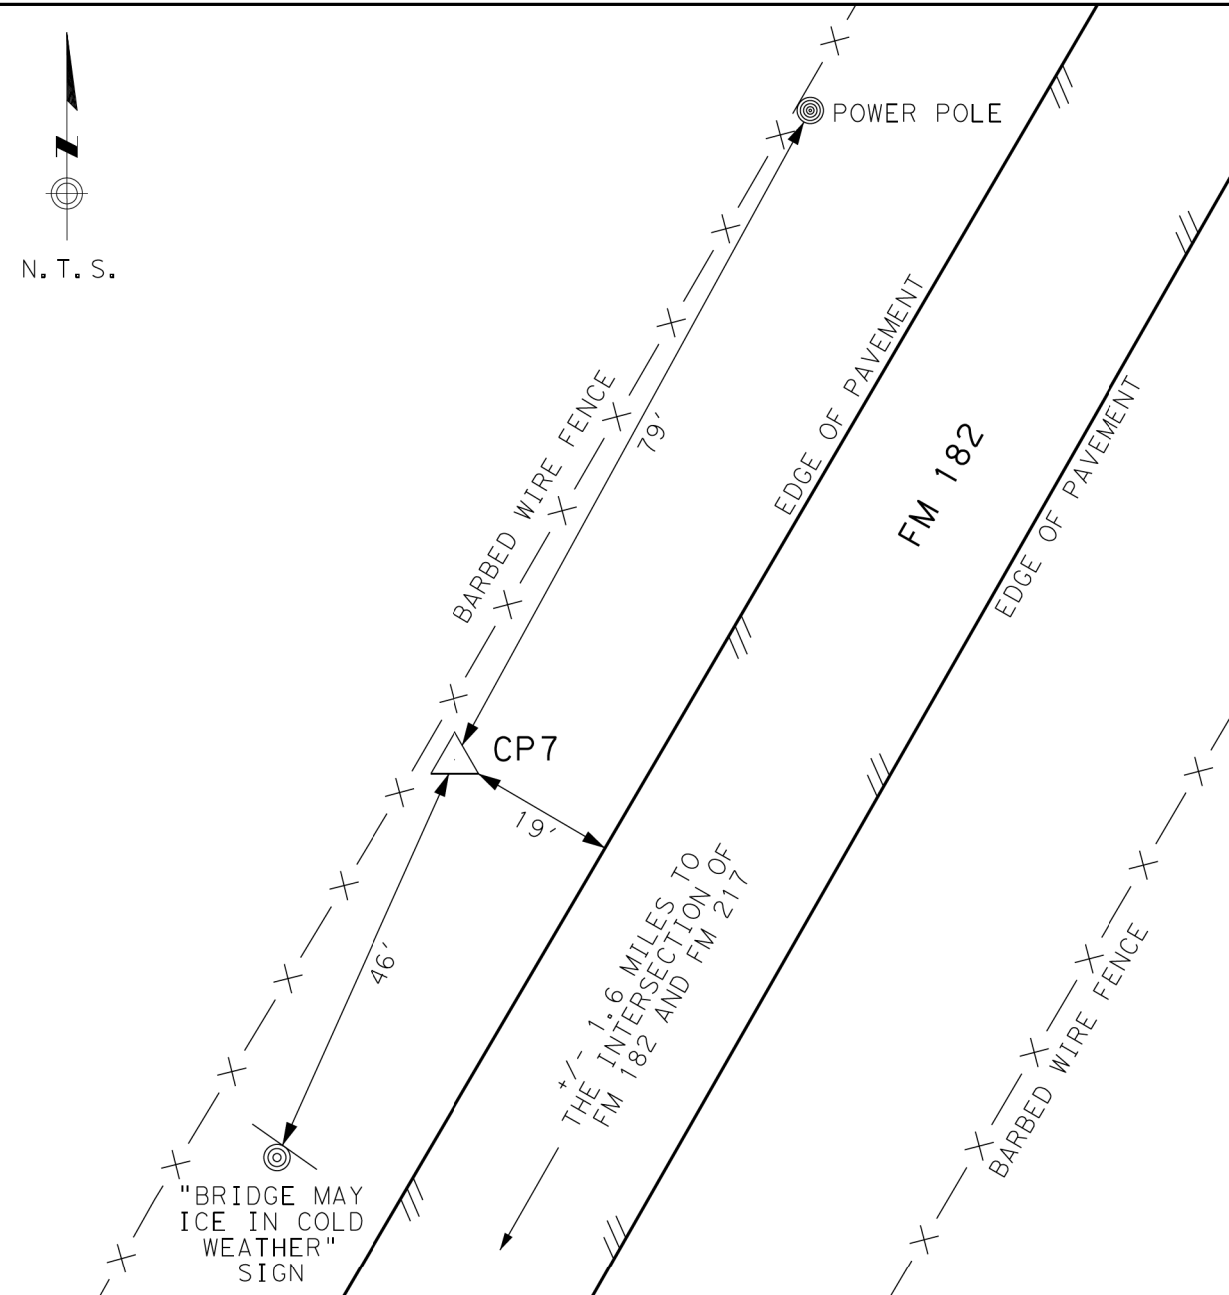 POWER POLE
N
N.T.S.
EDGE OF PAVEMENT
BARBED WIRE FENCE
79'
FM 182
EDGE OF PAVEMENT
CP7
19'
+/- 1.6 MILES TO
THE INTERSECTION OF
FM 182 AND FM 217
46'
BARBED WIRE FENCE
"BRIDGE MAY
ICE IN COLD
WEATHER"
SIGN